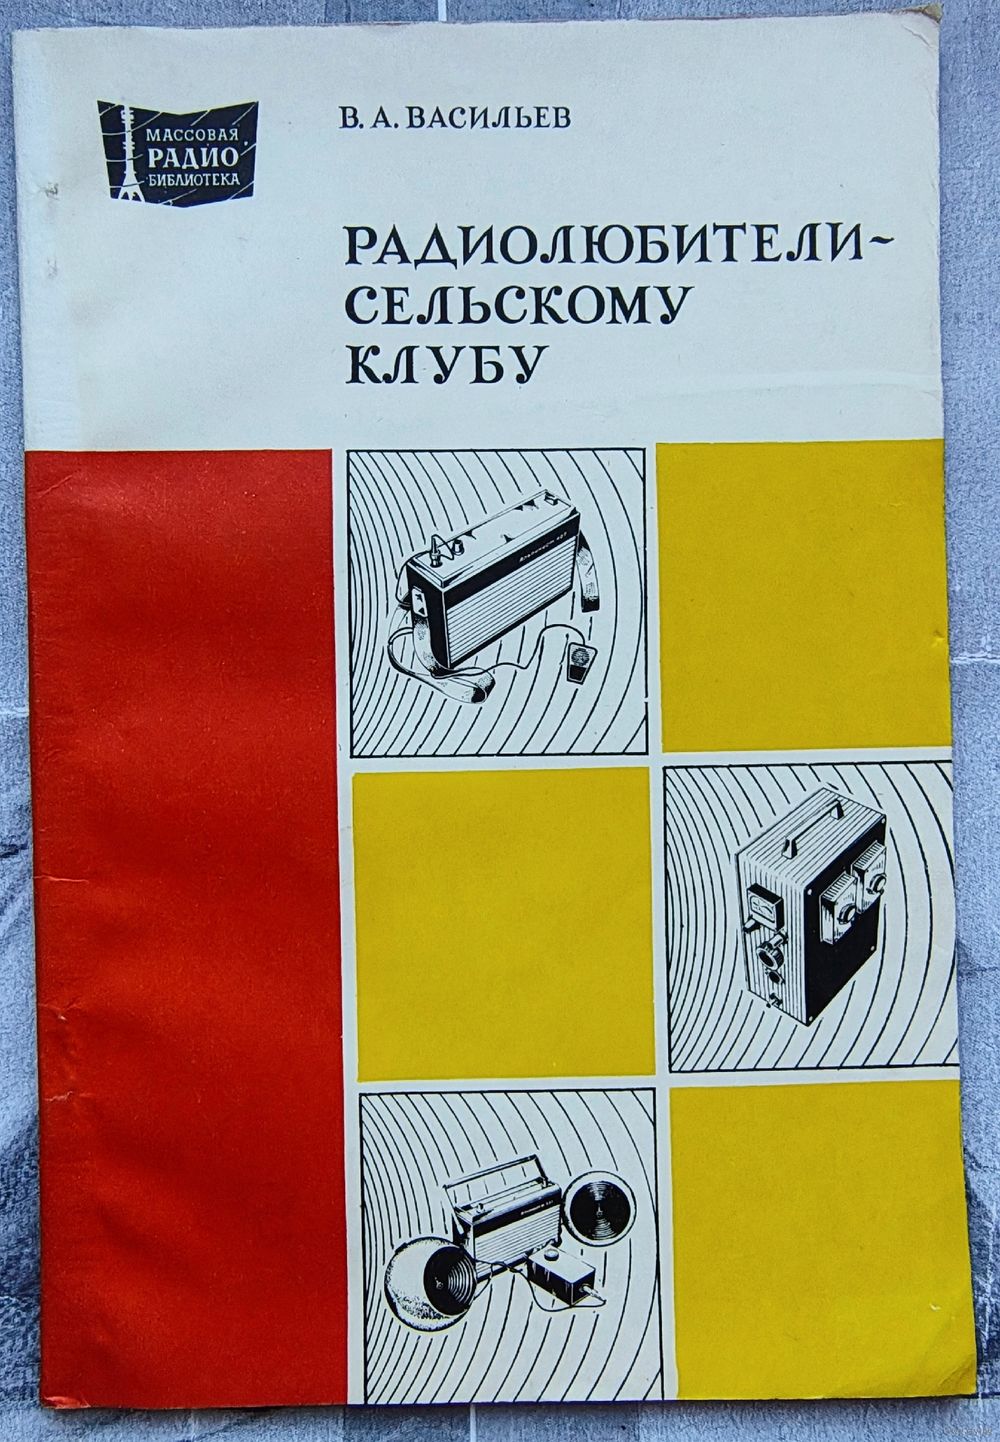 МАССОВАЯ
РАДИО
БИБЛИОТЕКА
В. А. ВАСИЛЬЕВ
РАДИОЛЮБИТЕЛИ-
СЕЛЬСКОМУ
КЛУБУ